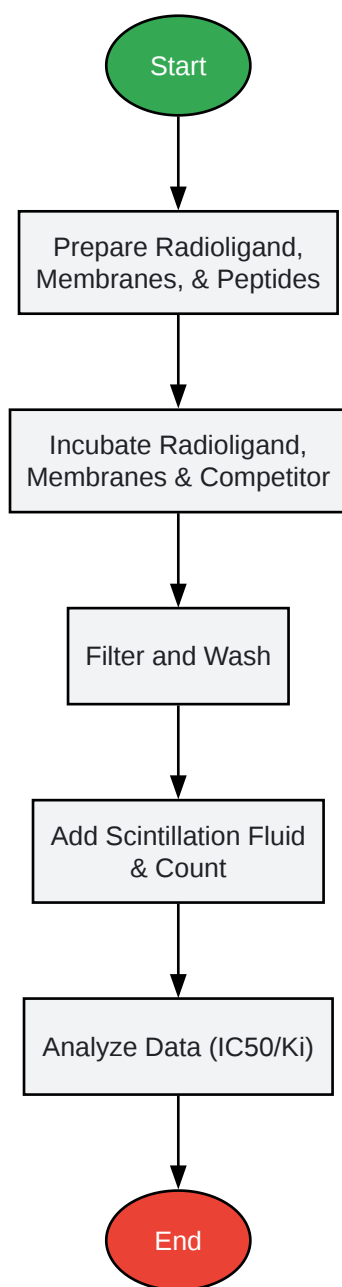 Start
Prepare Radioligand,
Membranes, & Peptides
Incubate Radioligand,
Membranes & Competitor
Filter and Wash
Add Scintillation Fluid
& Count
Analyze Data (IC50/Ki)
End